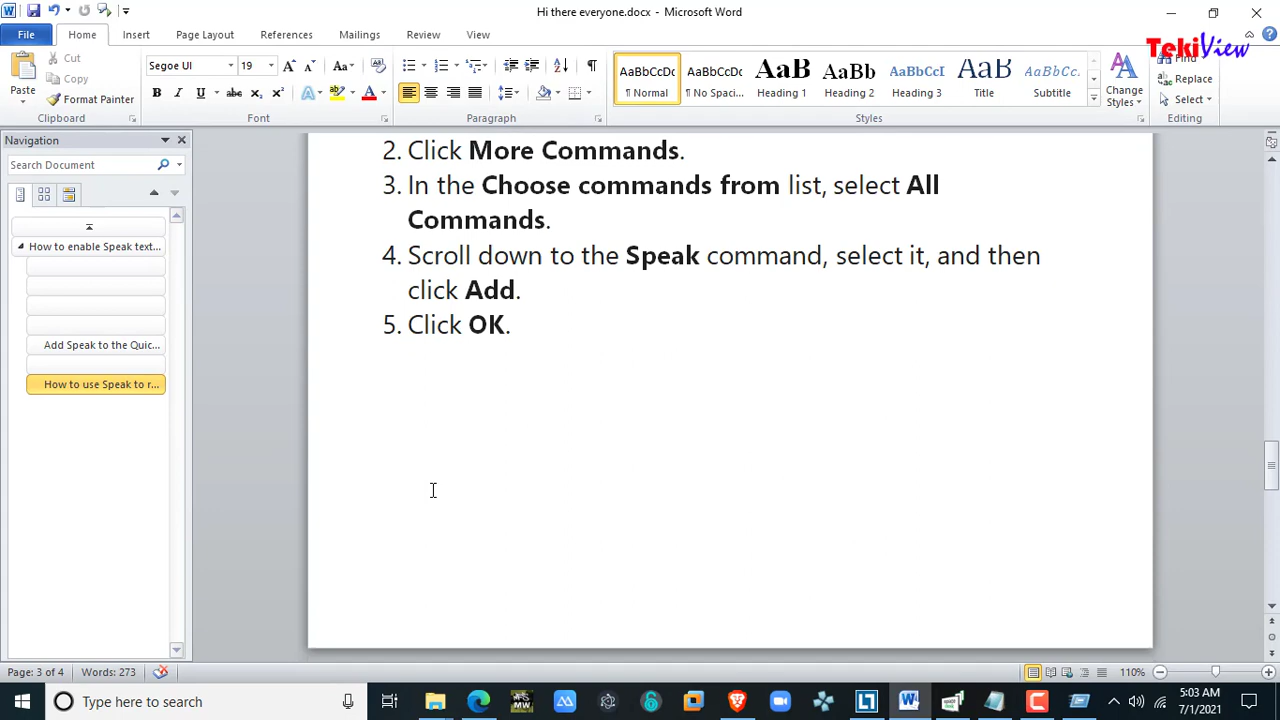 Hi there everyone.docx - Microsoft Word
File Home Insert Page Layout References Mailings Review View
TekiView
Paste
Cut
Copy
Format Painter
Clipboard
Segoe UI 19
Font
Paragraph
AaBbCcDc AaBbCcDc AaB AaBb AaBbCcI AaB AaBbCcI
¶ Normal ¶ No Spaci... Heading 1 Heading 2 Heading 3 Title Subtitle
Change Styles
Styles
Find
Replace
Select
Editing
Navigation
Search Document
How to enable Speak text...
Add Speak to the Quic...
How to use Speak to r...
2. Click More Commands.
3. In the Choose commands from list, select All
Commands.
4. Scroll down to the Speak command, select it, and then
click Add.
5. Click OK.
Page: 3 of 4 Words: 273 110%
Type here to search
5:03 AM
7/1/2021